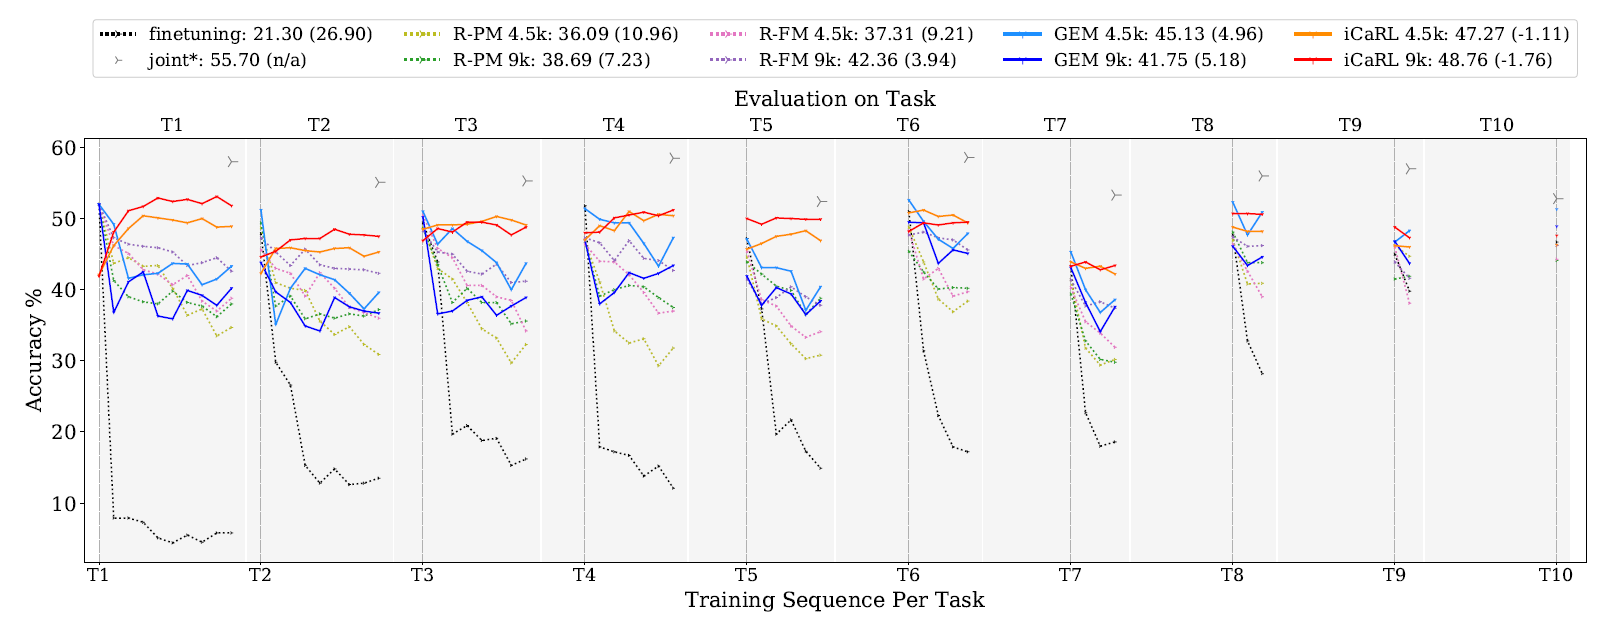 finetuning: 21.30 (26.90) R-PM 4.5k: 36.09 (10.96) R-FM 4.5k: 37.31 (9.21) GEM 4.5k: 45.13 (4.96) iCaRL 4.5k: 47.27 (-1.11)
joint*: 55.70 (n/a) R-PM 9k: 38.69 (7.23) R-FM 9k: 42.36 (3.94) GEM 9k: 41.75 (5.18) iCaRL 9k: 48.76 (-1.76)
Evaluation on Task
T1 T2 T3 T4 T5 T6 T7 T8 T9 T10
60
50
40
30
20
10
Accuracy %
T1 T2 T3 T4 T5 T6 T7 T8 T9 T10
Training Sequence Per Task